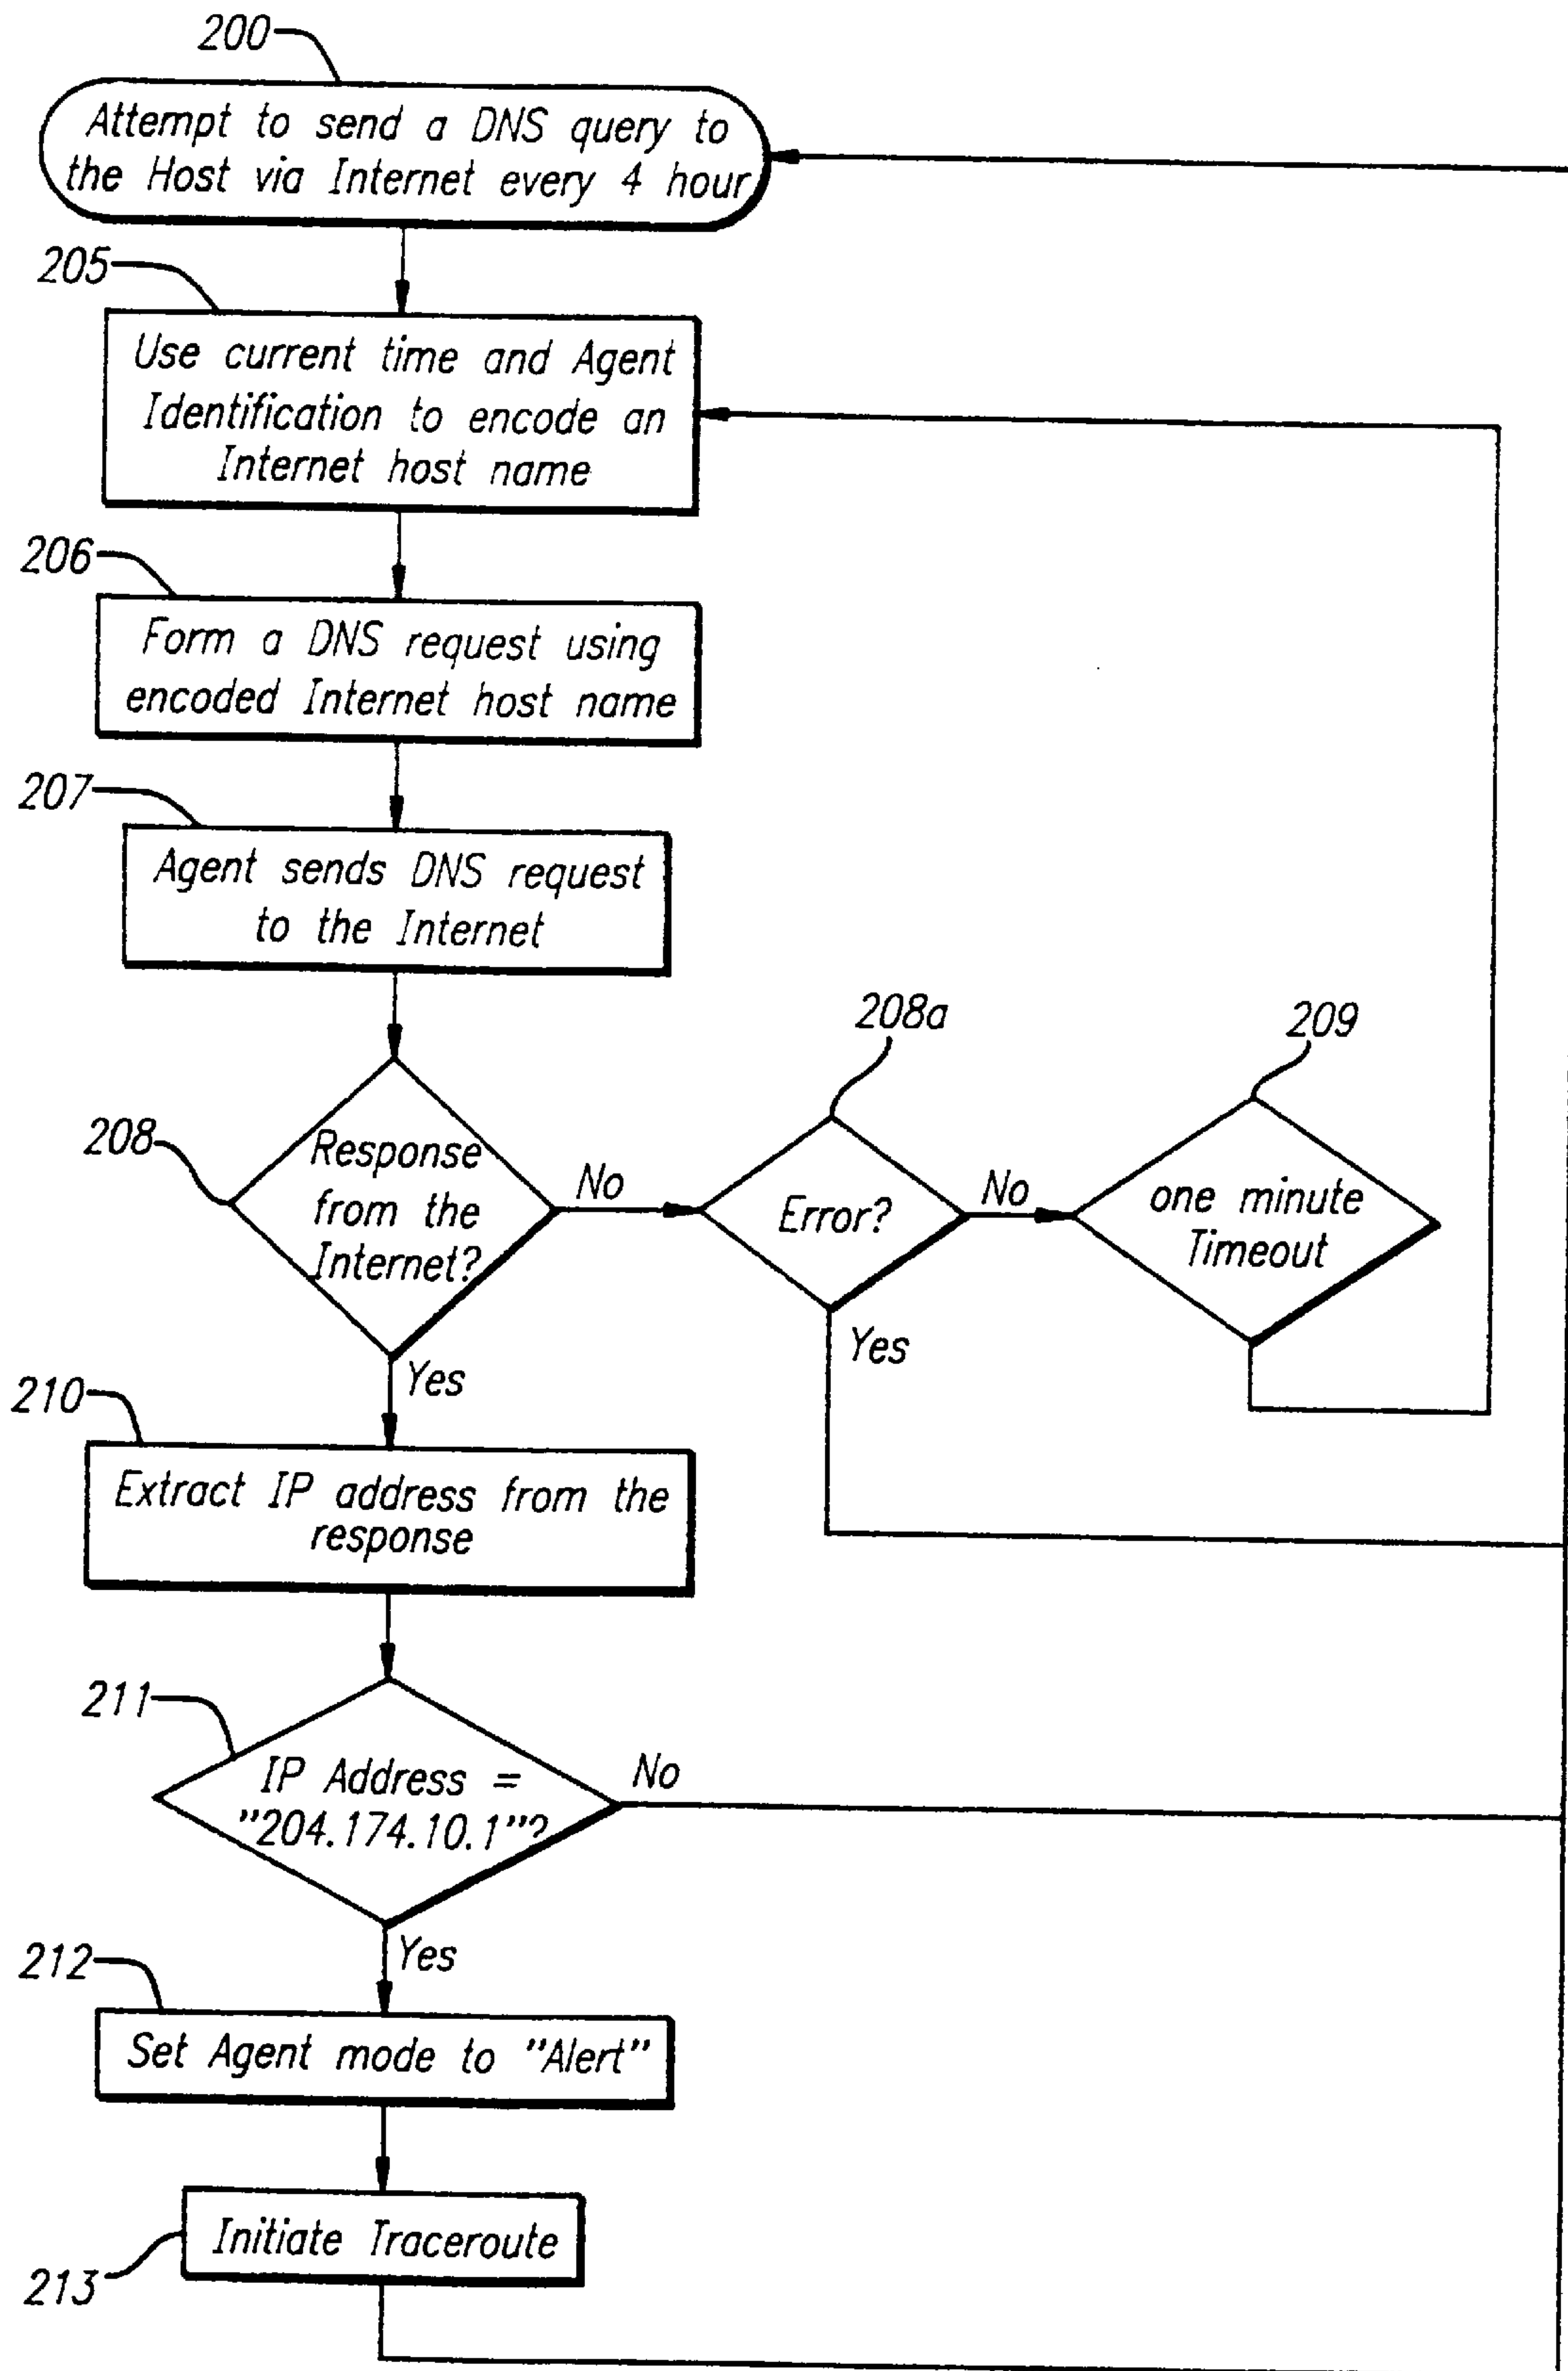 200
Attempt to send a DNS query to
the Host via Internet every 4 hour
205
Use current time and Agent
Identification to encode an
Internet host name
206
Form a DNS request using
encoded Internet host name
207
Agent sends DNS request
to the Internet
208
Response
from the
Internet?
No
208a
Error?
No
209
one minute
Timeout
Yes
Yes
210
Extract IP address from the
response
211
IP Address =
"204.174.10.1"?
No
Yes
212
Set Agent mode to "Alert"
Initiate Traceroute
213